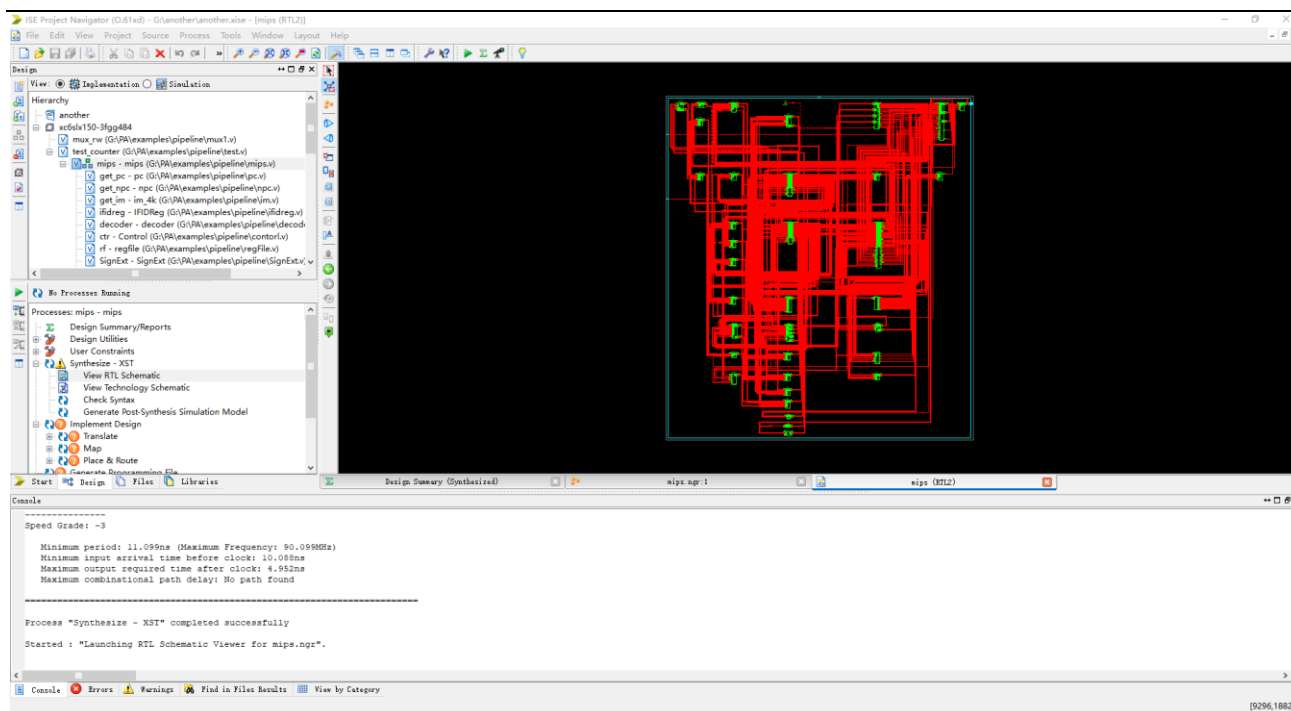 ISE Project Navigator (O.61xd) - G:\another\another.xise - [mips (RTL2)]
File Edit View Project Source Process Tools Window Layout Help
Design
View: Implementation Simulation
Hierarchy
another
xc6slx150-3fgg484
mux_rw (G:\PA\examples\pipeline\mux1.v)
test_counter (G:\PA\examples\pipeline\test.v)
mips - mips (G:\PA\examples\pipeline\mips.v)
get_pc - pc (G:\PA\examples\pipeline\pc.v)
get_npc - npc (G:\PA\examples\pipeline\npc.v)
get_im - im_4k (G:\PA\examples\pipeline\im.v)
ifidreg - IFIDReg (G:\PA\examples\pipeline\ifidreg.v)
decoder - decoder (G:\PA\examples\pipeline\decod
ctr - Control (G:\PA\examples\pipeline\contorl.v)
rf - regfile (G:\PA\examples\pipeline\regFile.v)
SignExt - SignExt (G:\PA\examples\pipeline\SignExt.v)
No Processes Running
Processes: mips - mips
Design Summary/Reports
Design Utilities
User Constraints
Synthesize - XST
View RTL Schematic
View Technology Schematic
Check Syntax
Generate Post-Synthesis Simulation Model
Implement Design
Translate
Map
Place & Route
Generate Programming File
Start Design Files Libraries
Design Summary (Synthesized) mips.ngr:1 mips (RTL2)
Console
---------------
Speed Grade: -3
Minimum period: 11.099ns (Maximum Frequency: 90.099MHz)
Minimum input arrival time before clock: 10.088ns
Maximum output required time after clock: 4.952ns
Maximum combinational path delay: No path found
=========================================================================
Process "Synthesize - XST" completed successfully
Started : "Launching RTL Schematic Viewer for mips.ngr".
Console Errors Warnings Find in Files Results View by Category
[9296,1882